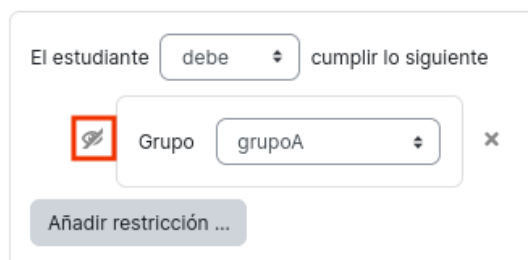 El estudiante debe cumplir lo siguiente
Grupo grupoA
Añadir restricción ...